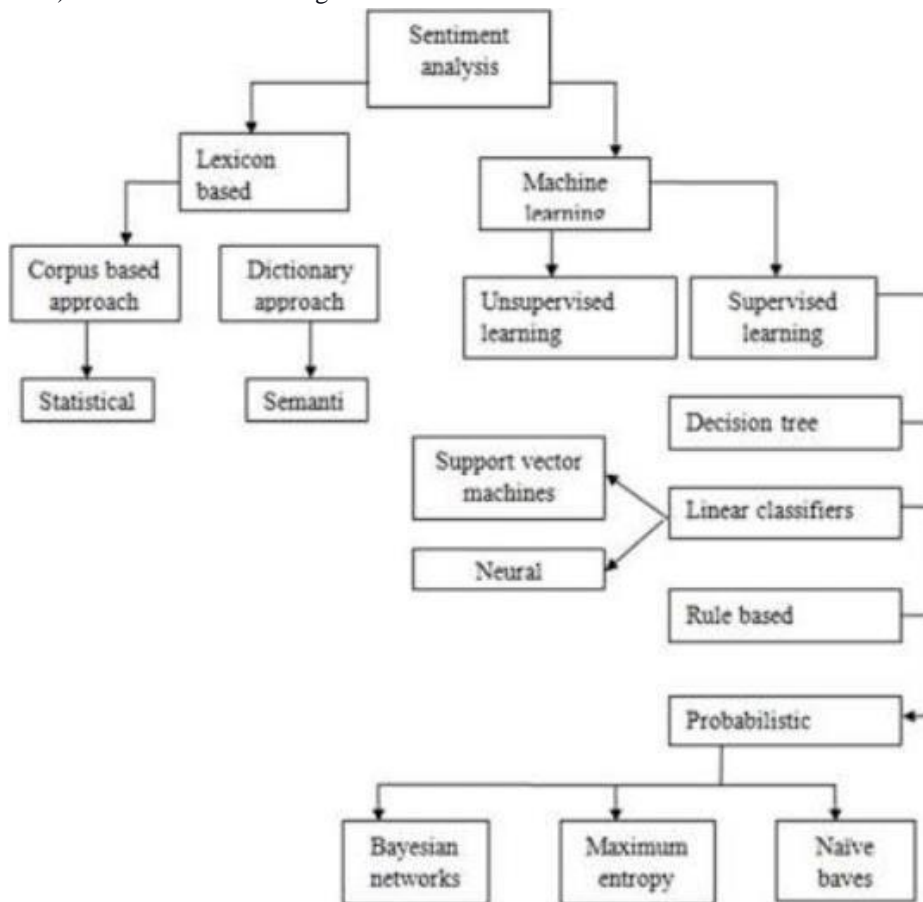 Sentiment
analysis
Lexicon
based
Machine
learning
Corpus based
approach
Dictionary
approach
Unsupervised
learning
Supervised
learning
Statistical
Semanti
Decision tree
Support vector
machines
Linear classifiers
Neural
Rule based
Probabilistic
Bayesian
networks
Maximum
entropy
Naïve
bayes